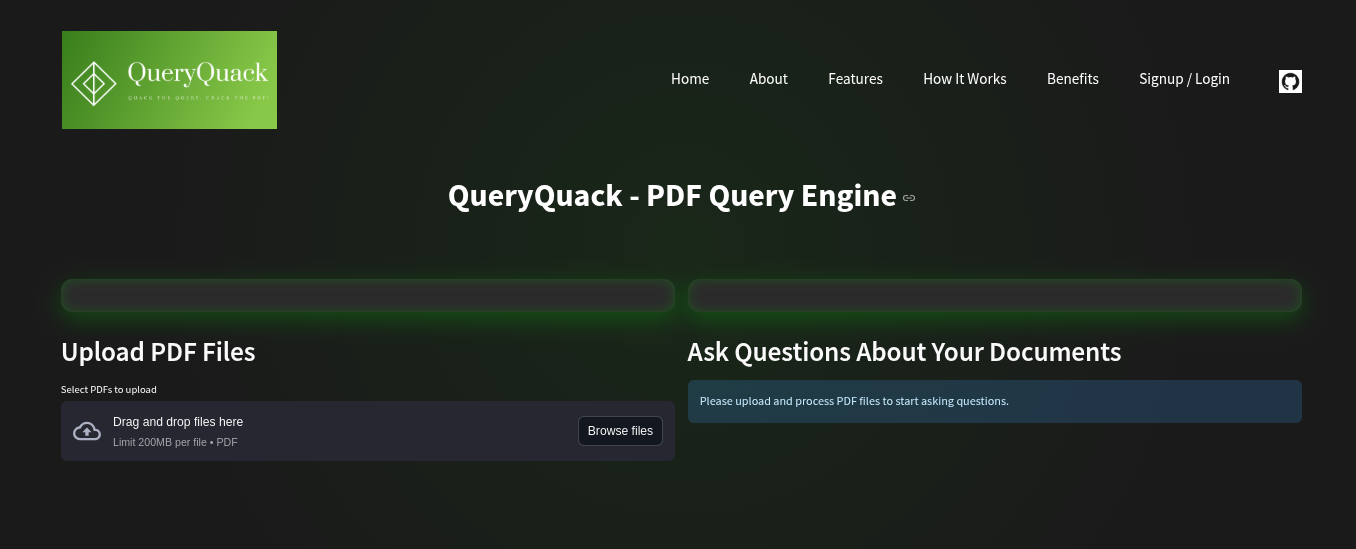 QueryQuack
QUACK THE QUERY, CRACK THE PDF!
Home About Features How It Works Benefits Signup / Login
QueryQuack - PDF Query Engine
Upload PDF Files
Select PDFs to upload
Drag and drop files here
Limit 200MB per file • PDF
Browse files
Ask Questions About Your Documents
Please upload and process PDF files to start asking questions.